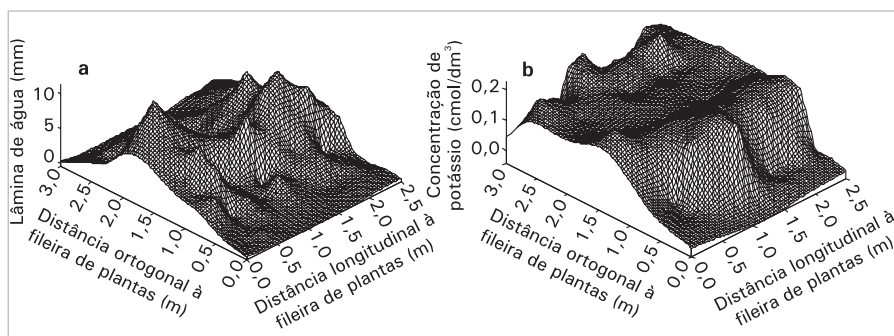 a
Lâmina de água (mm)
10
5
0
3,0
2,5
2,0
1,5
1,0
0,5
0,0
Distância ortogonal à
fileira de plantas (m)
0,0
0,5
1,0
1,5
2,0
2,5
Distância longitudinal à
fileira de plantas (m)
b
Concentração de
potássio (cmol/dm³)
0,2
0,1
0,0
3,0
2,5
2,0
1,5
1,0
0,5
0,0
Distância ortogonal à
fileira de plantas (m)
0,0
0,5
1,0
1,5
2,0
2,5
Distância longitudinal à
fileira de plantas (m)